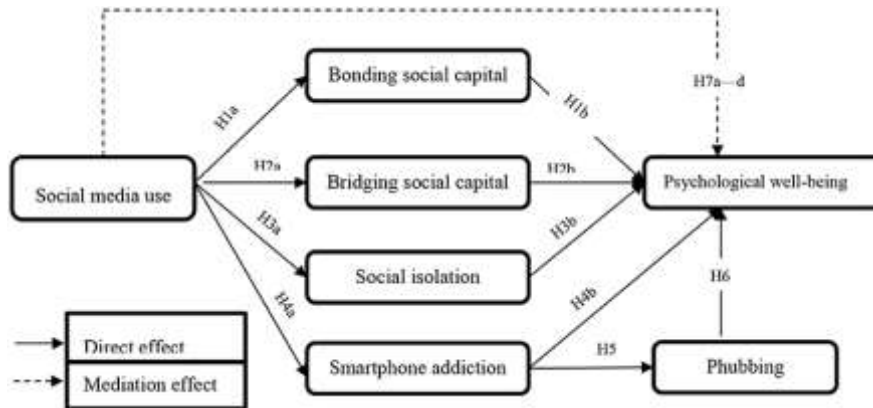 Bonding social capital
H7a—d
H1a
H1b
Social media use
H2a
Bridging social capital
H2b
Psychological well-being
H3a
H3b
Social isolation
H4a
H4b
H6
Direct effect
Mediation effect
Smartphone addiction
H5
Phubbing